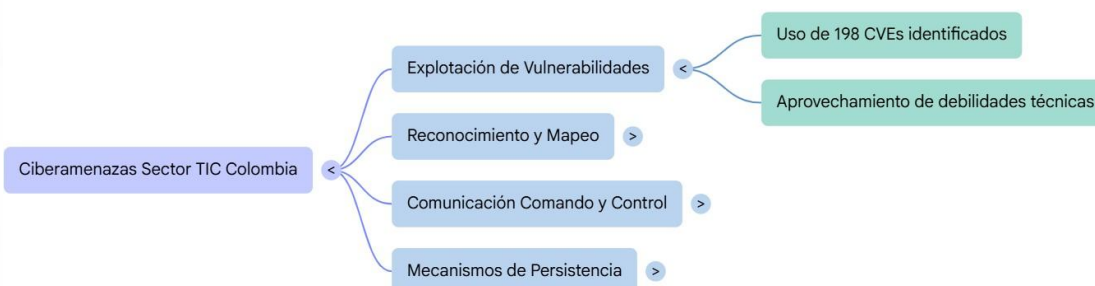 Ciberamenazas Sector TIC Colombia
<
Explotación de Vulnerabilidades
<
Uso de 198 CVEs identificados
Aprovechamiento de debilidades técnicas
Reconocimiento y Mapeo
>
Comunicación Comando y Control
>
Mecanismos de Persistencia
>